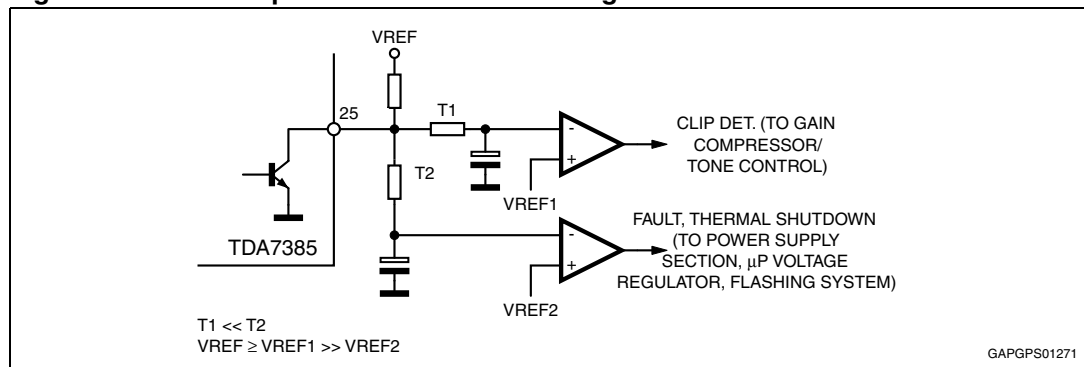 VREF
25
T1
-
+
CLIP DET. (TO GAIN
COMPRESSOR/
TONE CONTROL)
T2
VREF1
TDA7385
-
+
FAULT, THERMAL SHUTDOWN
(TO POWER SUPPLY
SECTION, µP VOLTAGE
REGULATOR, FLASHING SYSTEM)
VREF2
T1 << T2
VREF ≥ VREF1 >> VREF2
GAPGPS01271